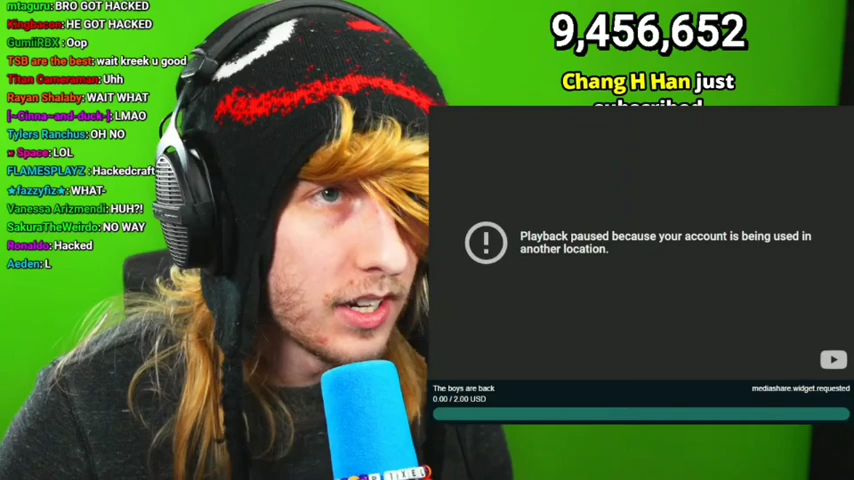 mtaguru: BRO GOT HACKED
Kingbacon: HE GOT HACKED
GumiiRBX : Oop
TSB are the best: wait kreek u good
Titan Cameraman: Uhh
Rayan Shalaby: WAIT WHAT
[-Cinna~and~duck-]: LMAO
Tylers Ranchus: OH NO
Space: LOL
FLAMESPLAYZ : Hackedcraft
★fazzyfiz★: WHAT-
Vanessa Arizmendi: HUH?!
SakuraTheWeirdo: NO WAY
Ronaldo: Hacked
Aeden: L
9,456,652
Chang H Han just
subscribed
Playback paused because your account is being used in
another location.
The boys are back
mediashare.widget.requested
0.00 / 2.00 USD